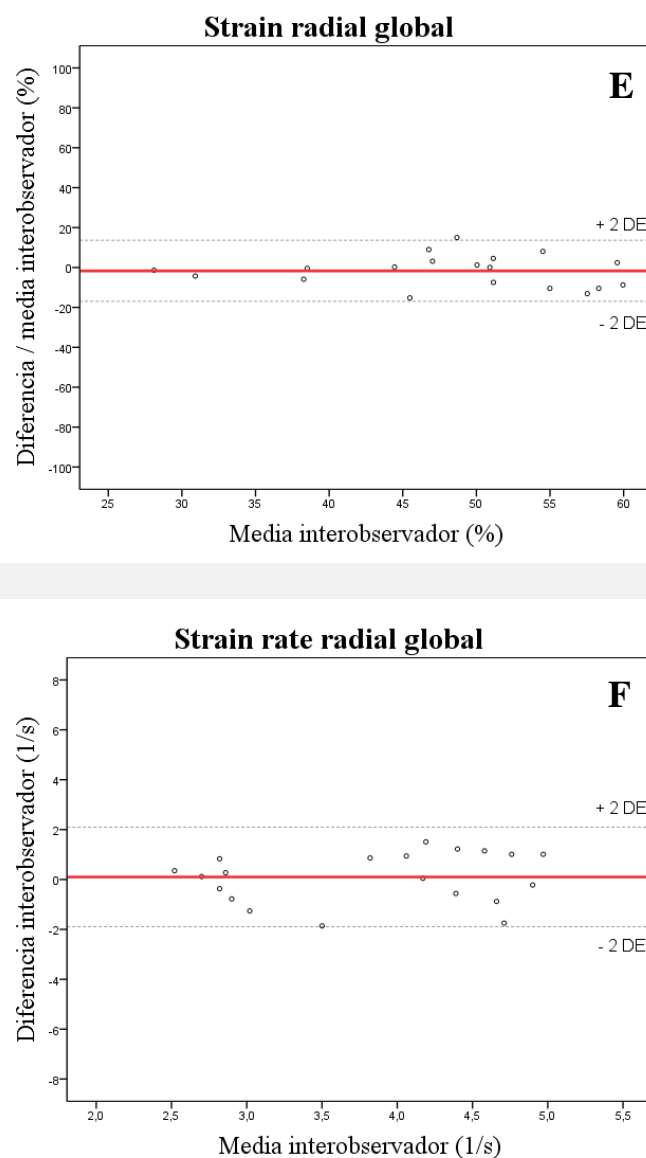 Strain radial global
E
Diferencia / media interobservador (%)
100
80
60
40
20
0
-20
-40
-60
-80
-100
+ 2 DE
- 2 DE
25 30 35 40 45 50 55 60
Media interobservador (%)
Strain rate radial global
F
Diferencia interobservador (1/s)
8
6
4
2
0
-2
-4
-6
-8
+ 2 DE
- 2 DE
2,0 2,5 3,0 3,5 4,0 4,5 5,0 5,5
Media interobservador (1/s)